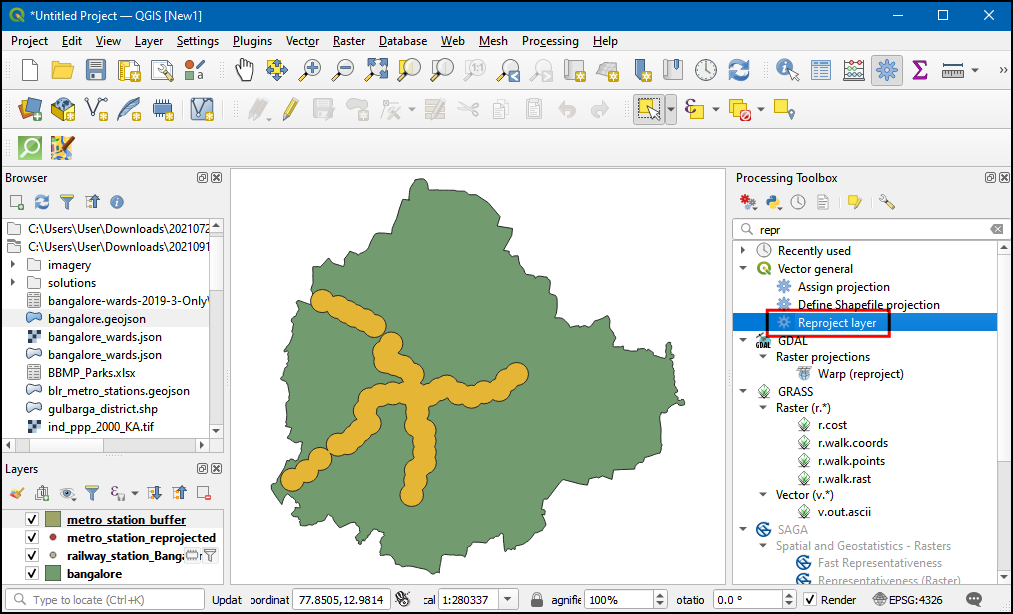 *Untitled Project — QGIS [New1]
Project Edit View Layer Settings Plugins Vector Raster Database Web Mesh Processing Help
Browser
C:\Users\User\Downloads\2021072
C:\Users\User\Downloads\2021091
imagery
solutions
bangalore-wards-2019-3-Only\
bangalore.geojson
bangalore_wards.json
bangalore_wards.json
BBMP_Parks.xlsx
blr_metro_stations.geojson
gulbarga_district.shp
ind_ppp_2000_KA.tif
Layers
metro_station_buffer
metro_station_reprojected
railway_station_Banga
bangalore
Processing Toolbox
repr
Recently used
Vector general
Assign projection
Define Shapefile projection
Reproject layer
GDAL
Raster projections
Warp (reproject)
GRASS
Raster (r.*)
r.cost
r.walk.coords
r.walk.points
r.walk.rast
Vector (v.*)
v.out.ascii
SAGA
Spatial and Geostatistics - Rasters
Fast Representativeness
Representativeness (Raster)
Type to locate (Ctrl+K) Updat oordinat 77.8505,12.9814 cal 1:280337 agnifie 100% otatio 0.0 ° Render EPSG:4326